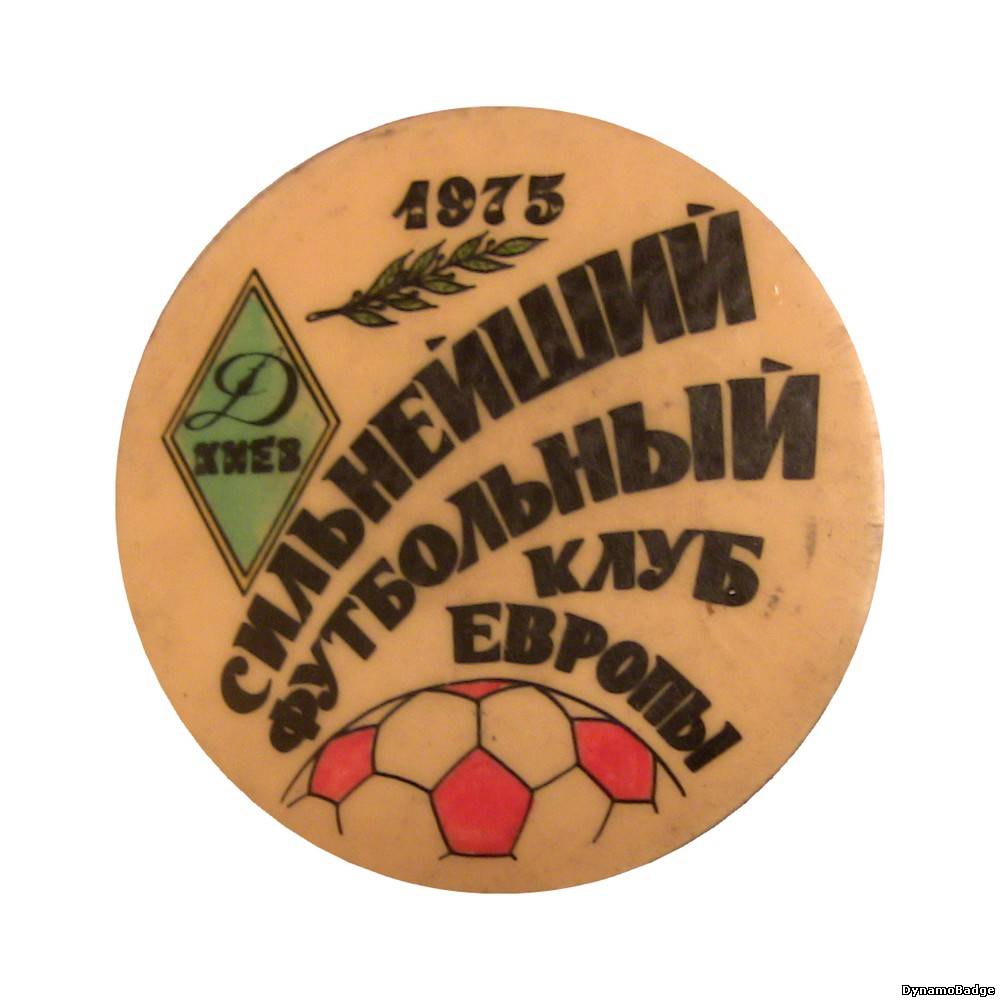 1975
Д
КИЕВ
СИЛЬНЕЙШИЙ
ФУТБОЛЬНЫЙ
КЛУБ
ЕВРОПЫ
DynamoBadge